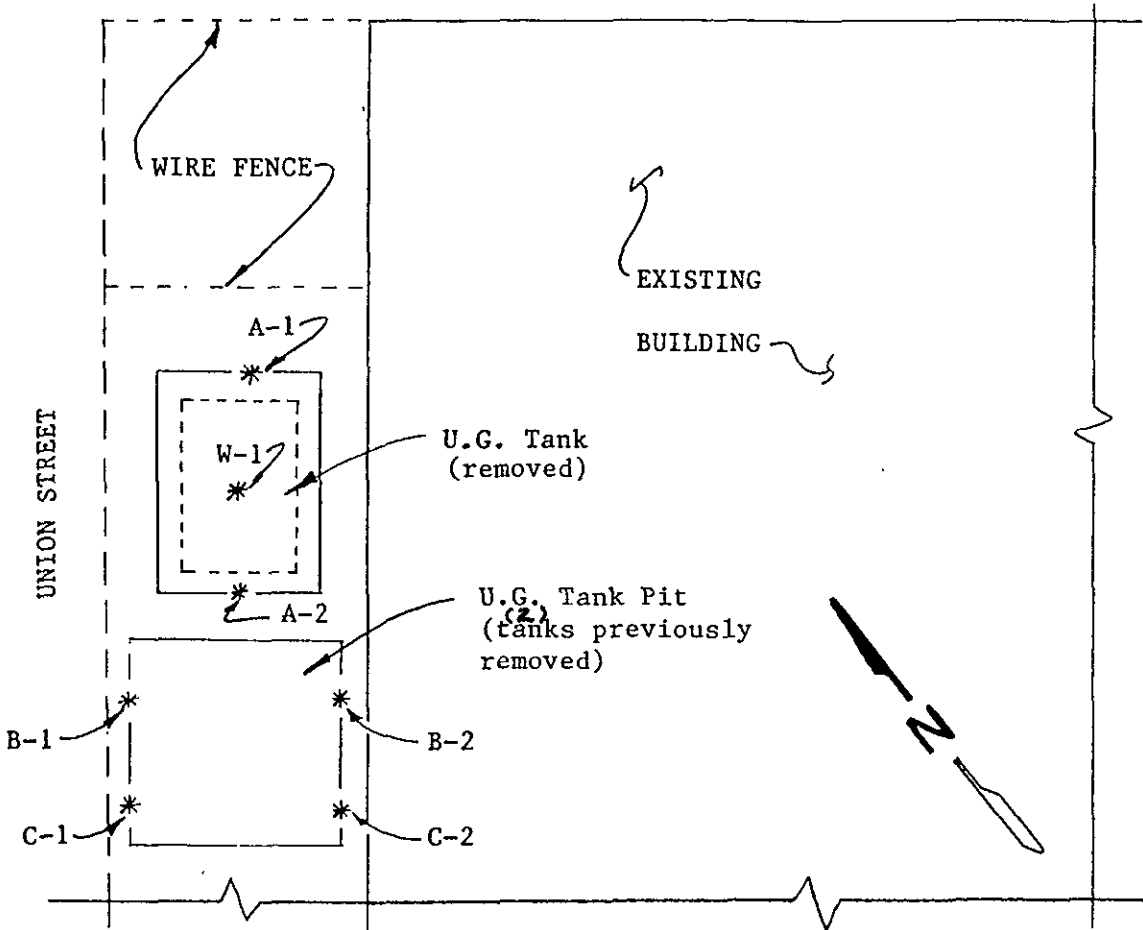 WIRE FENCE
EXISTING
A-1
BUILDING
UNION STREET
U.G. Tank
(removed)
W-1
A-2
U.G. Tank Pit
(2)
(tanks previously
removed)
N
B-1
B-2
C-1
C-2